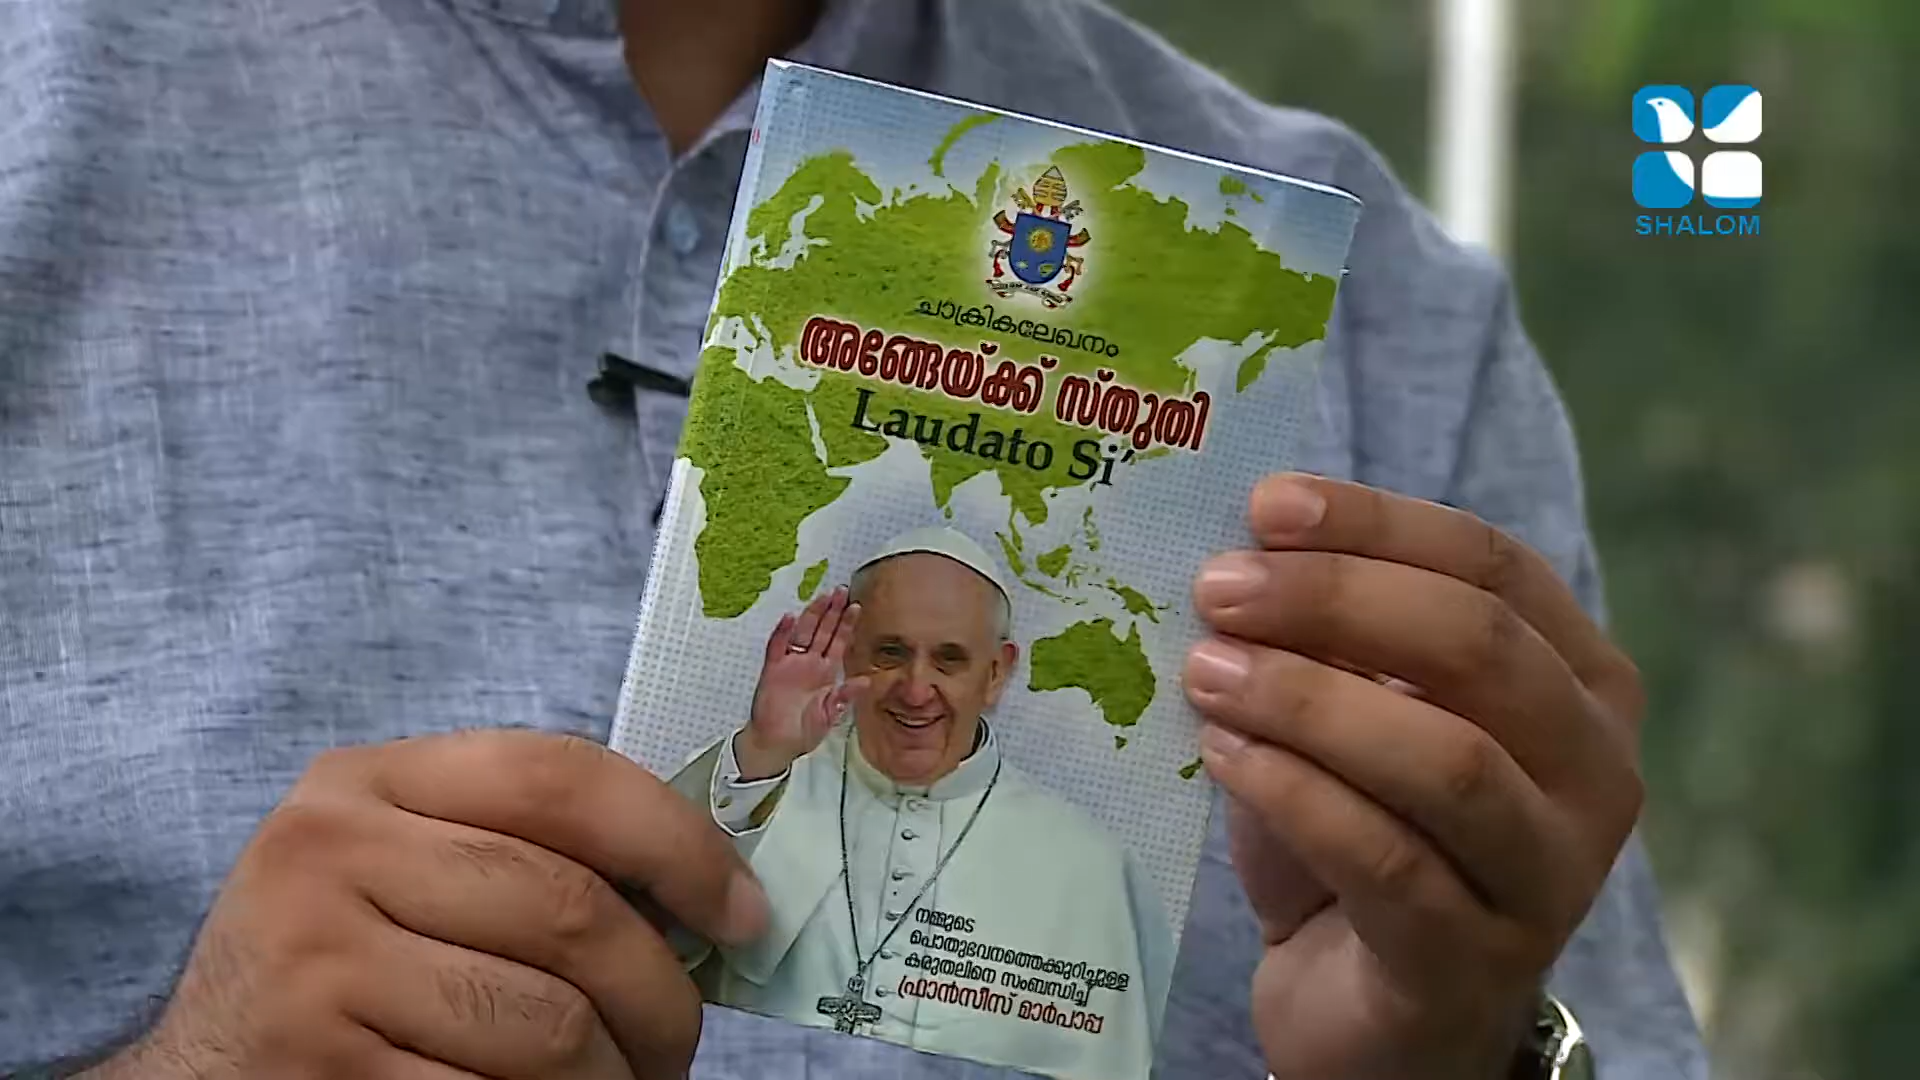 SHALOM
ചാക്രികലേഖനം
അങ്ങേയ്ക്ക് സ്തുതി
Laudato Si’
നമ്മുടെ
പൊതുഭവനത്തെക്കുറിച്ചുള്ള
കരുതലിനെ സംബന്ധിച്ച്
ഫ്രാൻസീസ് മാർപാപ്പ